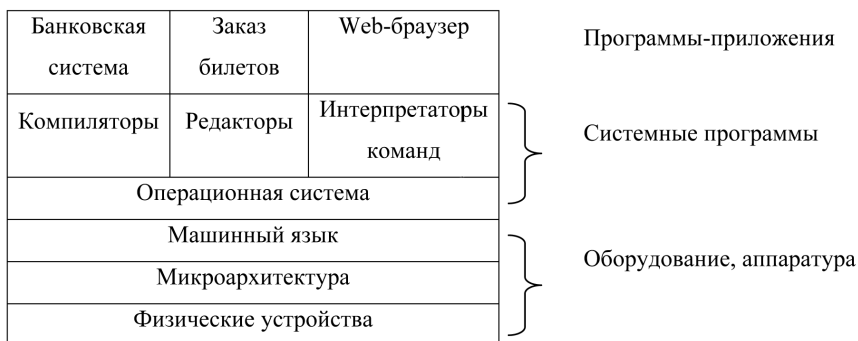 Банковская система
Заказ билетов
Web-браузер
Программы-приложения
Компиляторы
Редакторы
Интерпретаторы команд
Системные программы
Операционная система
Машинный язык
Оборудование, аппаратура
Микроархитектура
Физические устройства